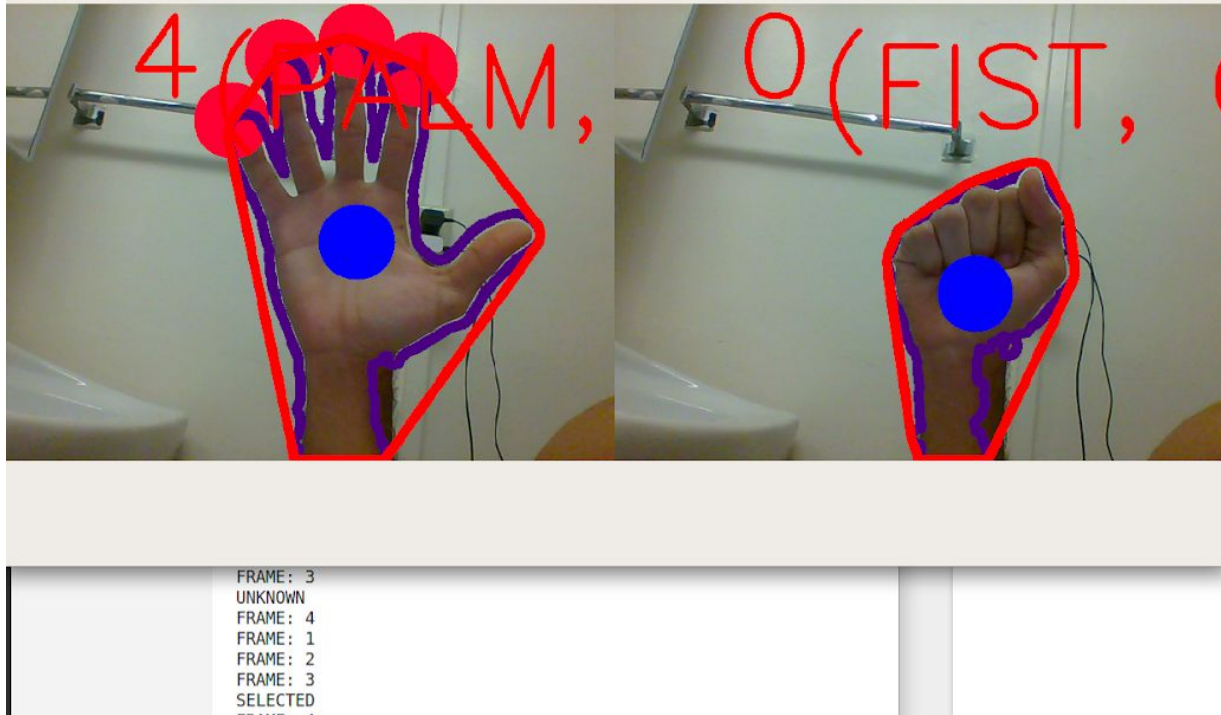 4(PALM,
0(FIST,
FRAME: 3
UNKNOWN
FRAME: 4
FRAME: 1
FRAME: 2
FRAME: 3
SELECTED